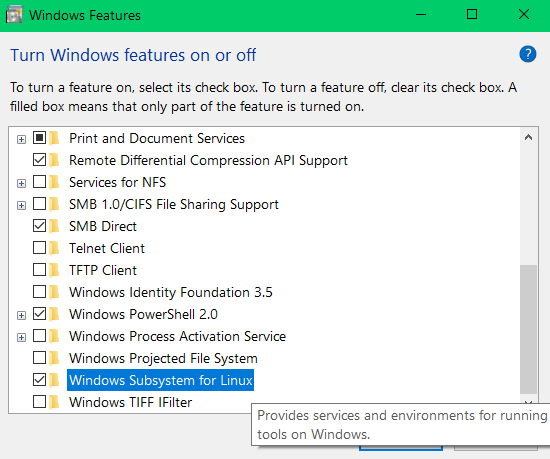 Windows Features
Turn Windows features on or off
?
To turn a feature on, select its check box. To turn a feature off, clear its check box. A
filled box means that only part of the feature is turned on.
Print and Document Services
Remote Differential Compression API Support
Services for NFS
SMB 1.0/CIFS File Sharing Support
SMB Direct
Telnet Client
TFTP Client
Windows Identity Foundation 3.5
Windows PowerShell 2.0
Windows Process Activation Service
Windows Projected File System
Windows Subsystem for Linux
Windows TIFF IFilter
Provides services and environments for running
tools on Windows.